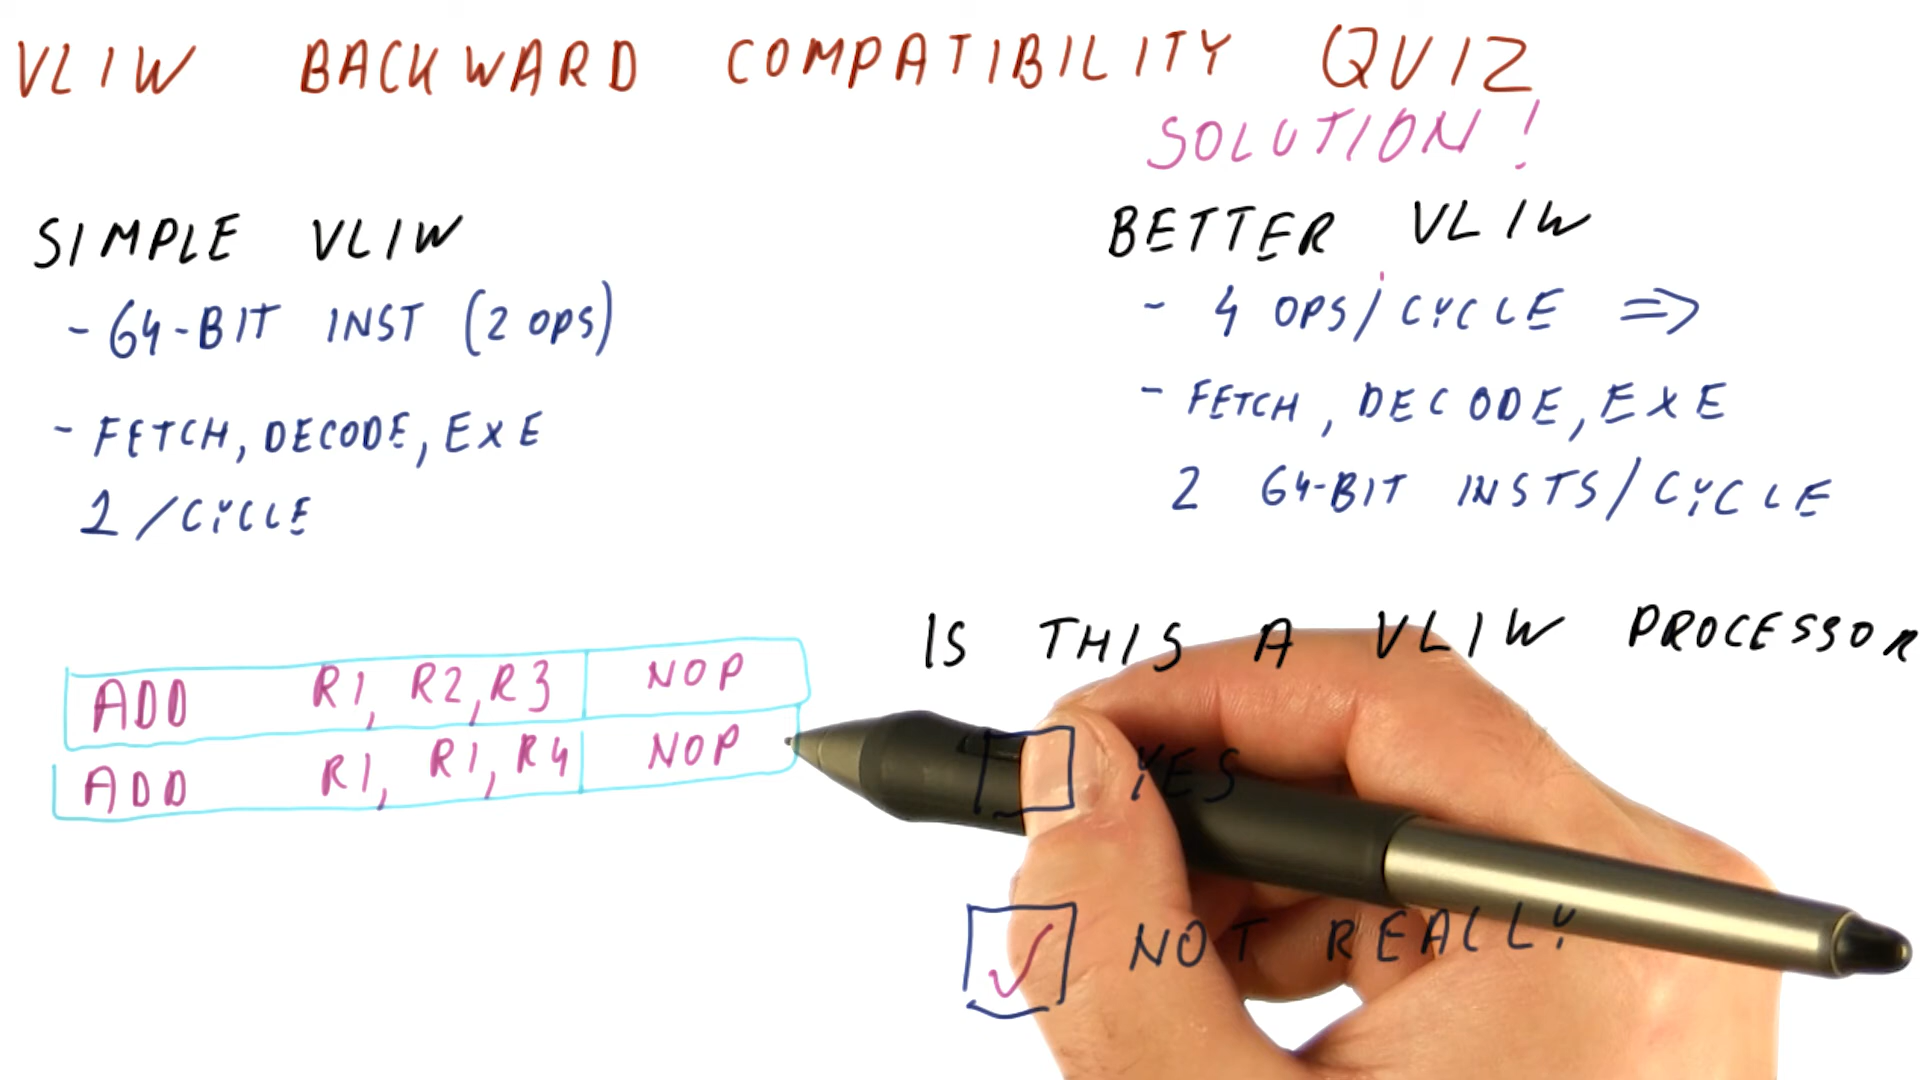 VLIW BACKWARD COMPATIBILITY QUIZ
SOLUTION!
SIMPLE VLIW
- 64-BIT INST (2 OPS)
- FETCH, DECODE, EXE
1/CYCLE
BETTER VLIW
- 4 OPS/CYCLE =>
- FETCH, DECODE, EXE
2 64-BIT INSTS/CYCLE
ADD R1, R2, R3 NOP
ADD R1, R1, R4 NOP
IS THIS A VLIW PROCESSOR
YES
✓ NOT REALLY